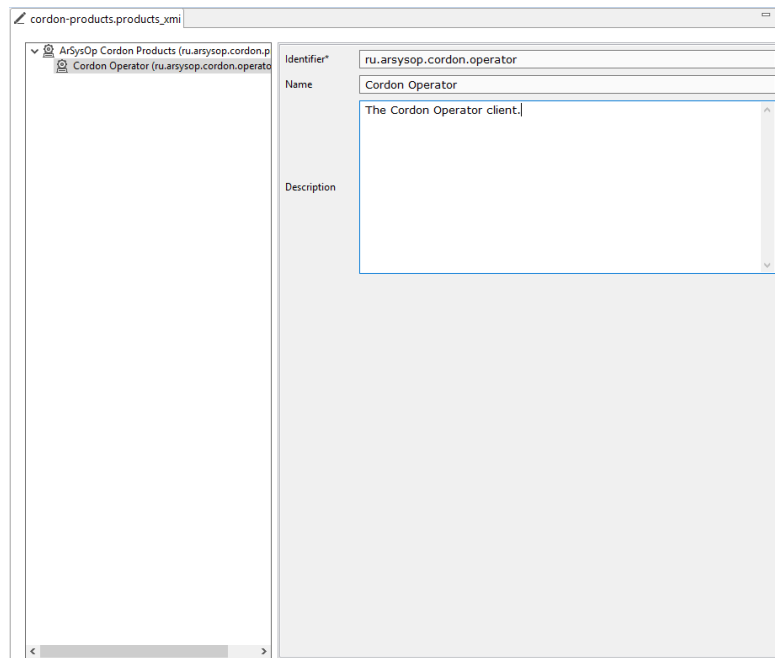 cordon-products.products_xmi
ArSysOp Cordon Products (ru.arsysop.cordon.p
Cordon Operator (ru.arsysop.cordon.operato
Identifier* ru.arsysop.cordon.operator
Name Cordon Operator
Description The Cordon Operator client.